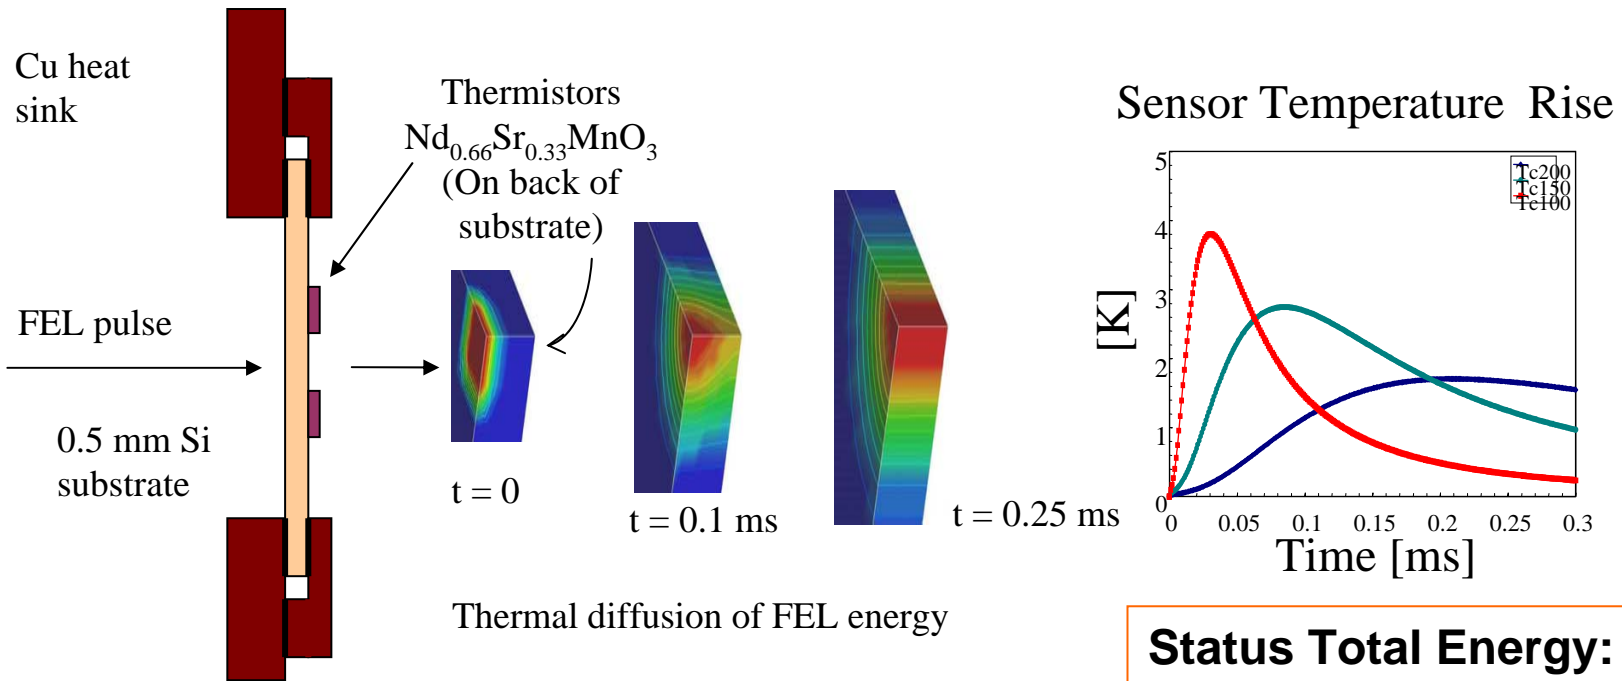 Cu heat
sink
Thermistors
Nd0.66Sr0.33MnO3
(On back of
substrate)
FEL pulse
0.5 mm Si
substrate
t = 0
t = 0.1 ms
t = 0.25 ms
Thermal diffusion of FEL energy
Sensor Temperature Rise
5
4
3
2
1
0
[K]
Tc200
Tc150
Tc100
0 0.05 0.1 0.15 0.2 0.25 0.3
Time [ms]
Status Total Energy: